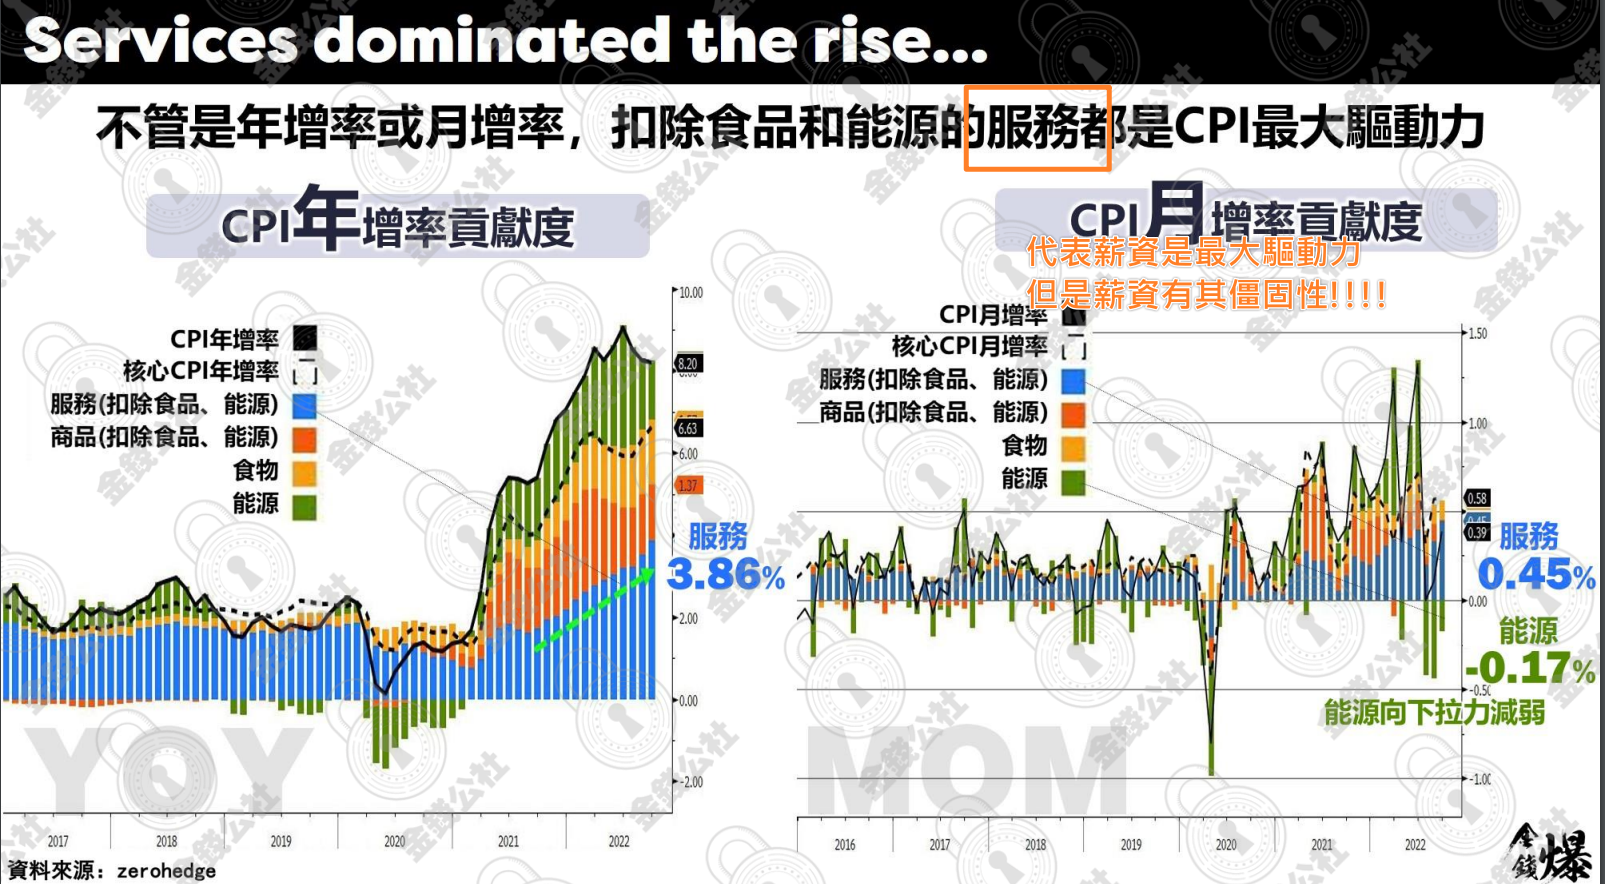 Services dominated the rise...
不管是年增率或月增率，扣除食品和能源的服務都是CPI最大驅動力
CPI年增率貢獻度
CPI年增率
核心CPI年增率
服務(扣除食品、能源)
商品(扣除食品、能源)
食物
能源
10.00
8.20
6.63
6.00
1.37
2.00
0.00
-2.00
服務
3.86%
YOY
2017 2018 2019 2020 2021 2022
CPI月增率貢獻度
代表薪資是最大驅動力
但是薪資有其僵固性!!!!
CPI月增率
核心CPI月增率
服務(扣除食品、能源)
商品(扣除食品、能源)
食物
能源
1.50
1.00
0.58
0.45
0.39
0.00
-0.50
-1.00
服務
0.45%
能源
-0.17%
能源向下拉力減弱
MOM
2016 2017 2018 2019 2020 2021 2022
資料來源：zerohedge
金錢爆
金錢公社